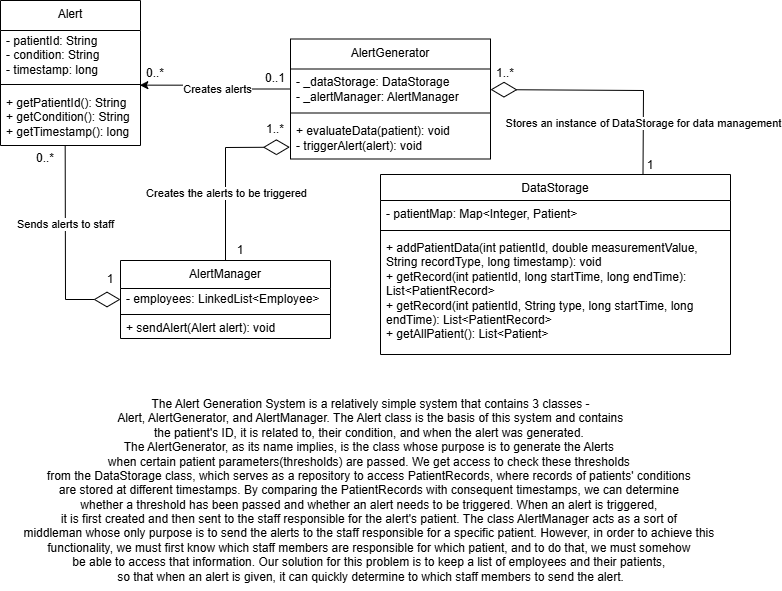 Alert
- patientId: String
- condition: String
- timestamp: long
+ getPatientId(): String
+ getCondition(): String
+ getTimestamp(): long
0..*
Creates alerts
0..1
AlertGenerator
- _dataStorage: DataStorage
- _alertManager: AlertManager
+ evaluateData(patient): void
- triggerAlert(alert): void
1..*
Stores an instance of DataStorage for data management
1
1..*
Creates the alerts to be triggered
1
0..*
Sends alerts to staff
1
AlertManager
- employees: LinkedList<Employee>
+ sendAlert(Alert alert): void
DataStorage
- patientMap: Map<Integer, Patient>
+ addPatientData(int patientId, double measurementValue,
String recordType, long timestamp): void
+ getRecord(int patientId, long startTime, long endTime):
List<PatientRecord>
+ getRecord(int patientId, String type, long startTime, long
endTime): List<PatientRecord>
+ getAllPatient(): List<Patient>
The Alert Generation System is a relatively simple system that contains 3 classes -
Alert, AlertGenerator, and AlertManager. The Alert class is the basis of this system and contains
the patient's ID, it is related to, their condition, and when the alert was generated.
The AlertGenerator, as its name implies, is the class whose purpose is to generate the Alerts
when certain patient parameters(thresholds) are passed. We get access to check these thresholds
from the DataStorage class, which serves as a repository to access PatientRecords, where records of patients' conditions
are stored at different timestamps. By comparing the PatientRecords with consequent timestamps, we can determine
whether a threshold has been passed and whether an alert needs to be triggered. When an alert is triggered,
it is first created and then sent to the staff responsible for the alert's patient. The class AlertManager acts as a sort of
middleman whose only purpose is to send the alerts to the staff responsible for a specific patient. However, in order to achieve this
functionality, we must first know which staff members are responsible for which patient, and to do that, we must somehow
be able to access that information. Our solution for this problem is to keep a list of employees and their patients,
so that when an alert is given, it can quickly determine to which staff members to send the alert.